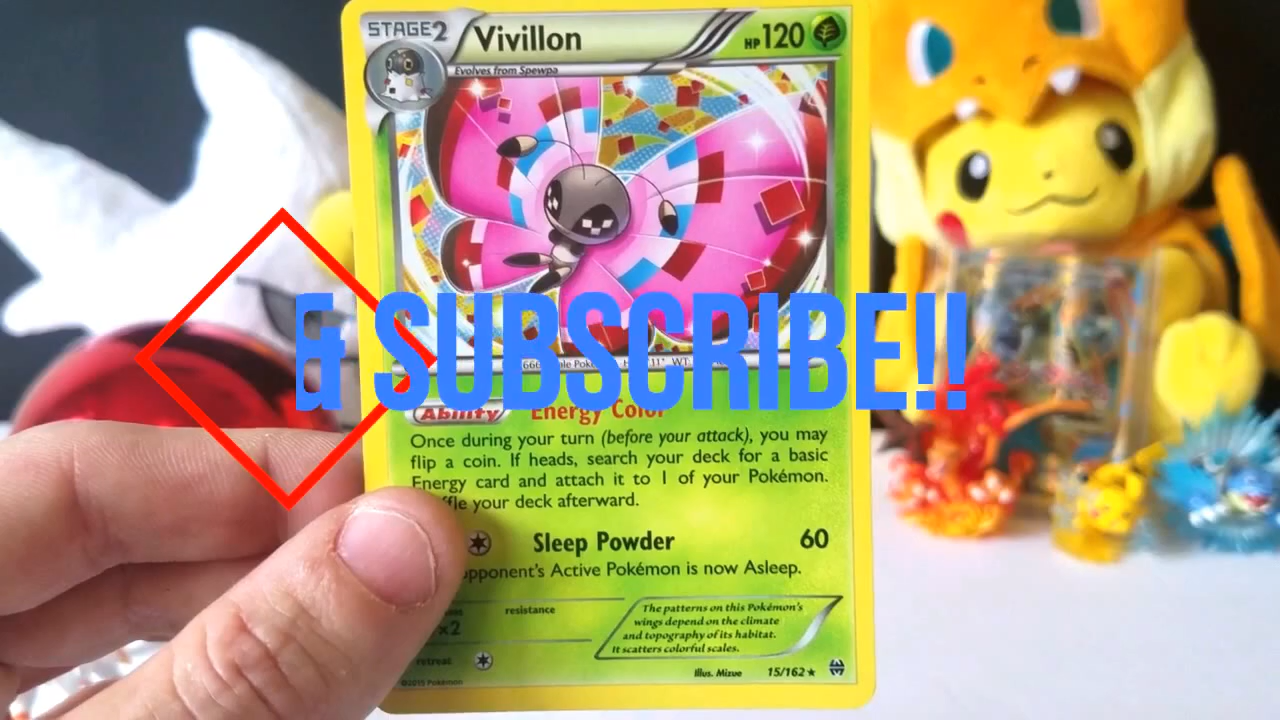 STAGE2
Vivillon
HP 120
Evolves from Spewpa
& SUBSCRIBE!!
Ability Energy Color
Once during your turn (before your attack), you may
flip a coin. If heads, search your deck for a basic
Energy card and attach it to 1 of your Pokémon.
your deck afterward.
Sleep Powder 60
opponent's Active Pokémon is now Asleep.
resistance
×2
The patterns on this Pokémon's
wings depend on the climate
and topography of its habitat.
It scatters colorful scales.
retreat
Illus. Mizue 15/162 ★
©2015 Pokémon